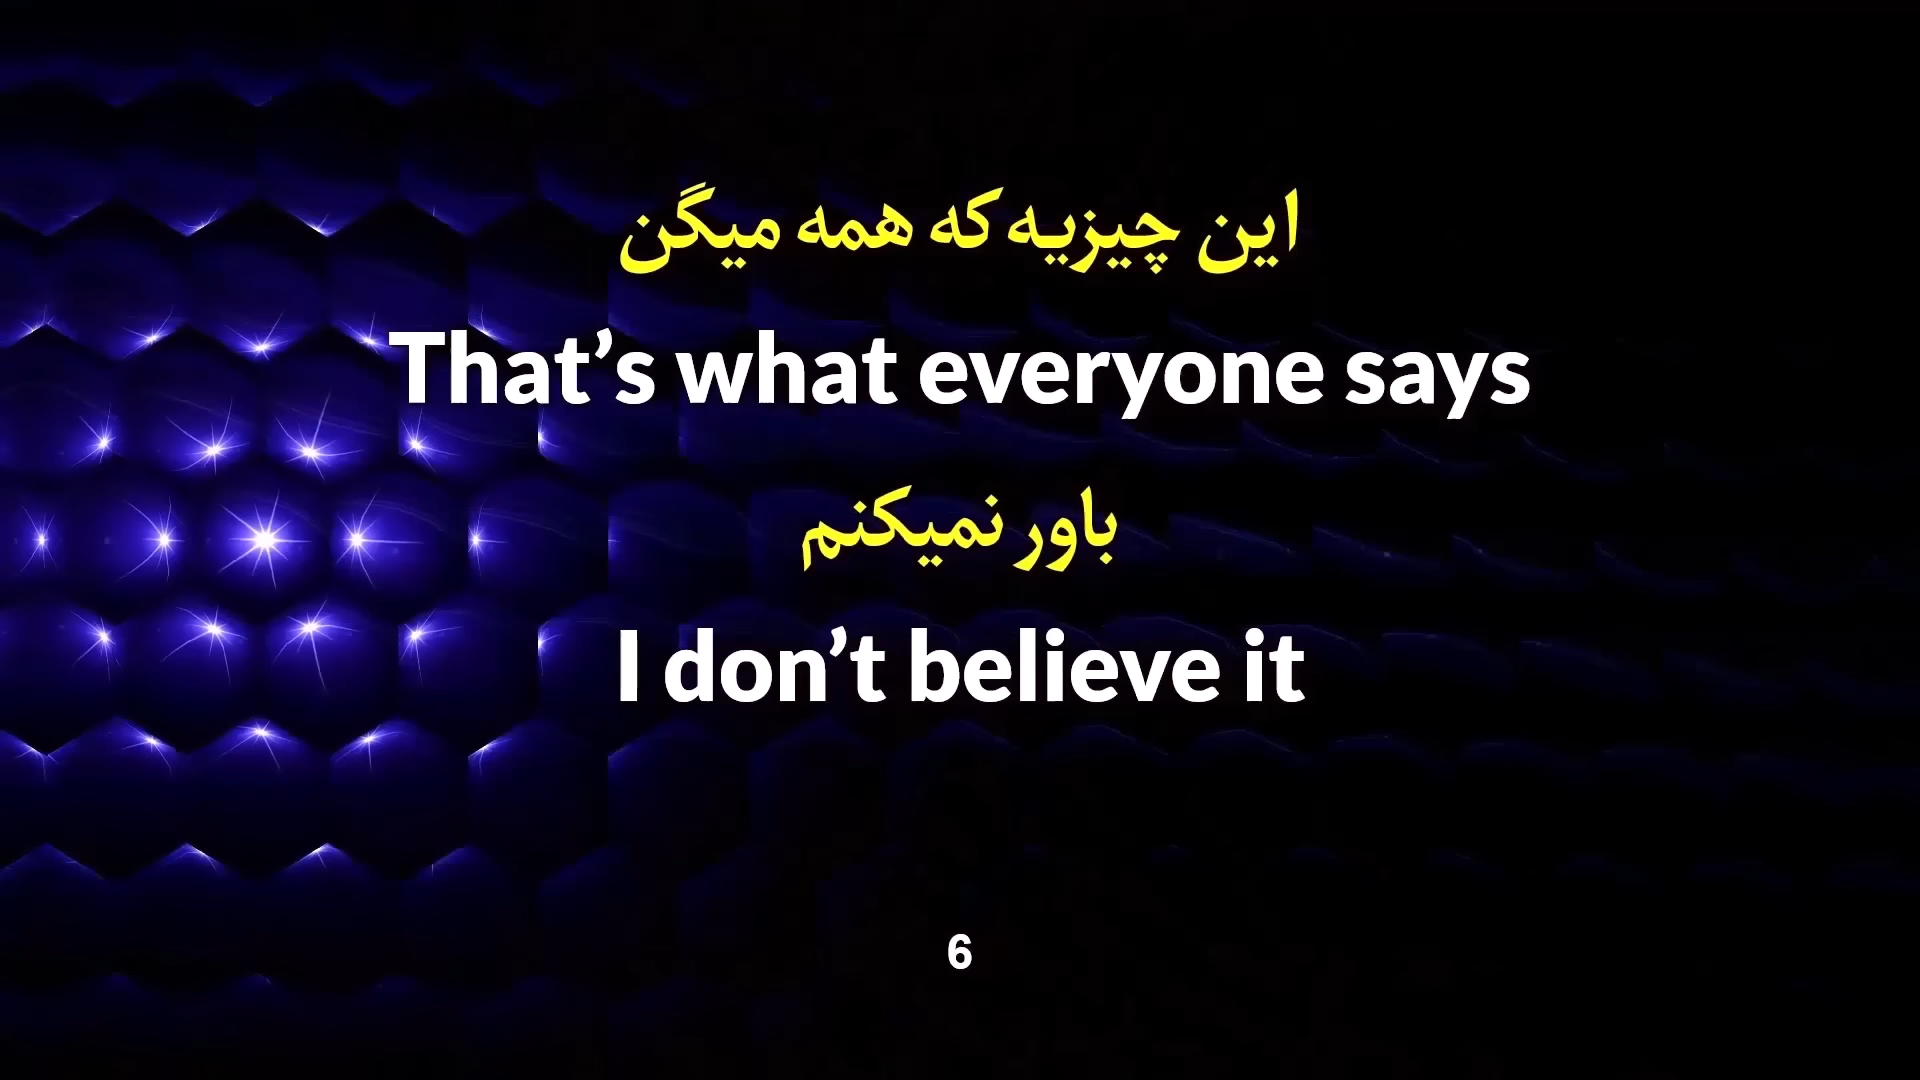 این چیزیه که همه میگن
That’s what everyone says
باور نمیکنم
I don’t believe it
6